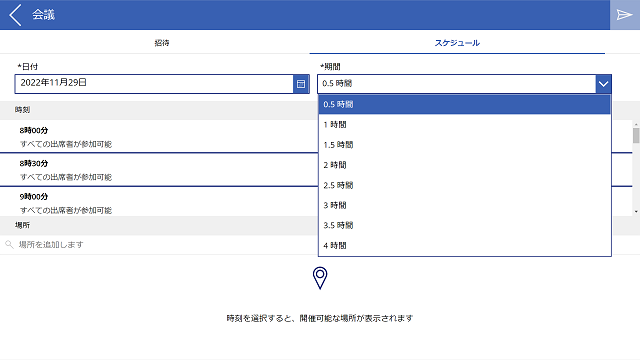 会議
招待
スケジュール
*日付
*期間
2022年11月29日
0.5 時間
時刻
0.5 時間
1 時間
1.5 時間
2 時間
2.5 時間
3 時間
3.5 時間
4 時間
8時00分
すべての出席者が参加可能
8時30分
すべての出席者が参加可能
9時00分
すべての出席者が参加可能
場所
場所を追加します
時刻を選択すると、開催可能な場所が表示されます